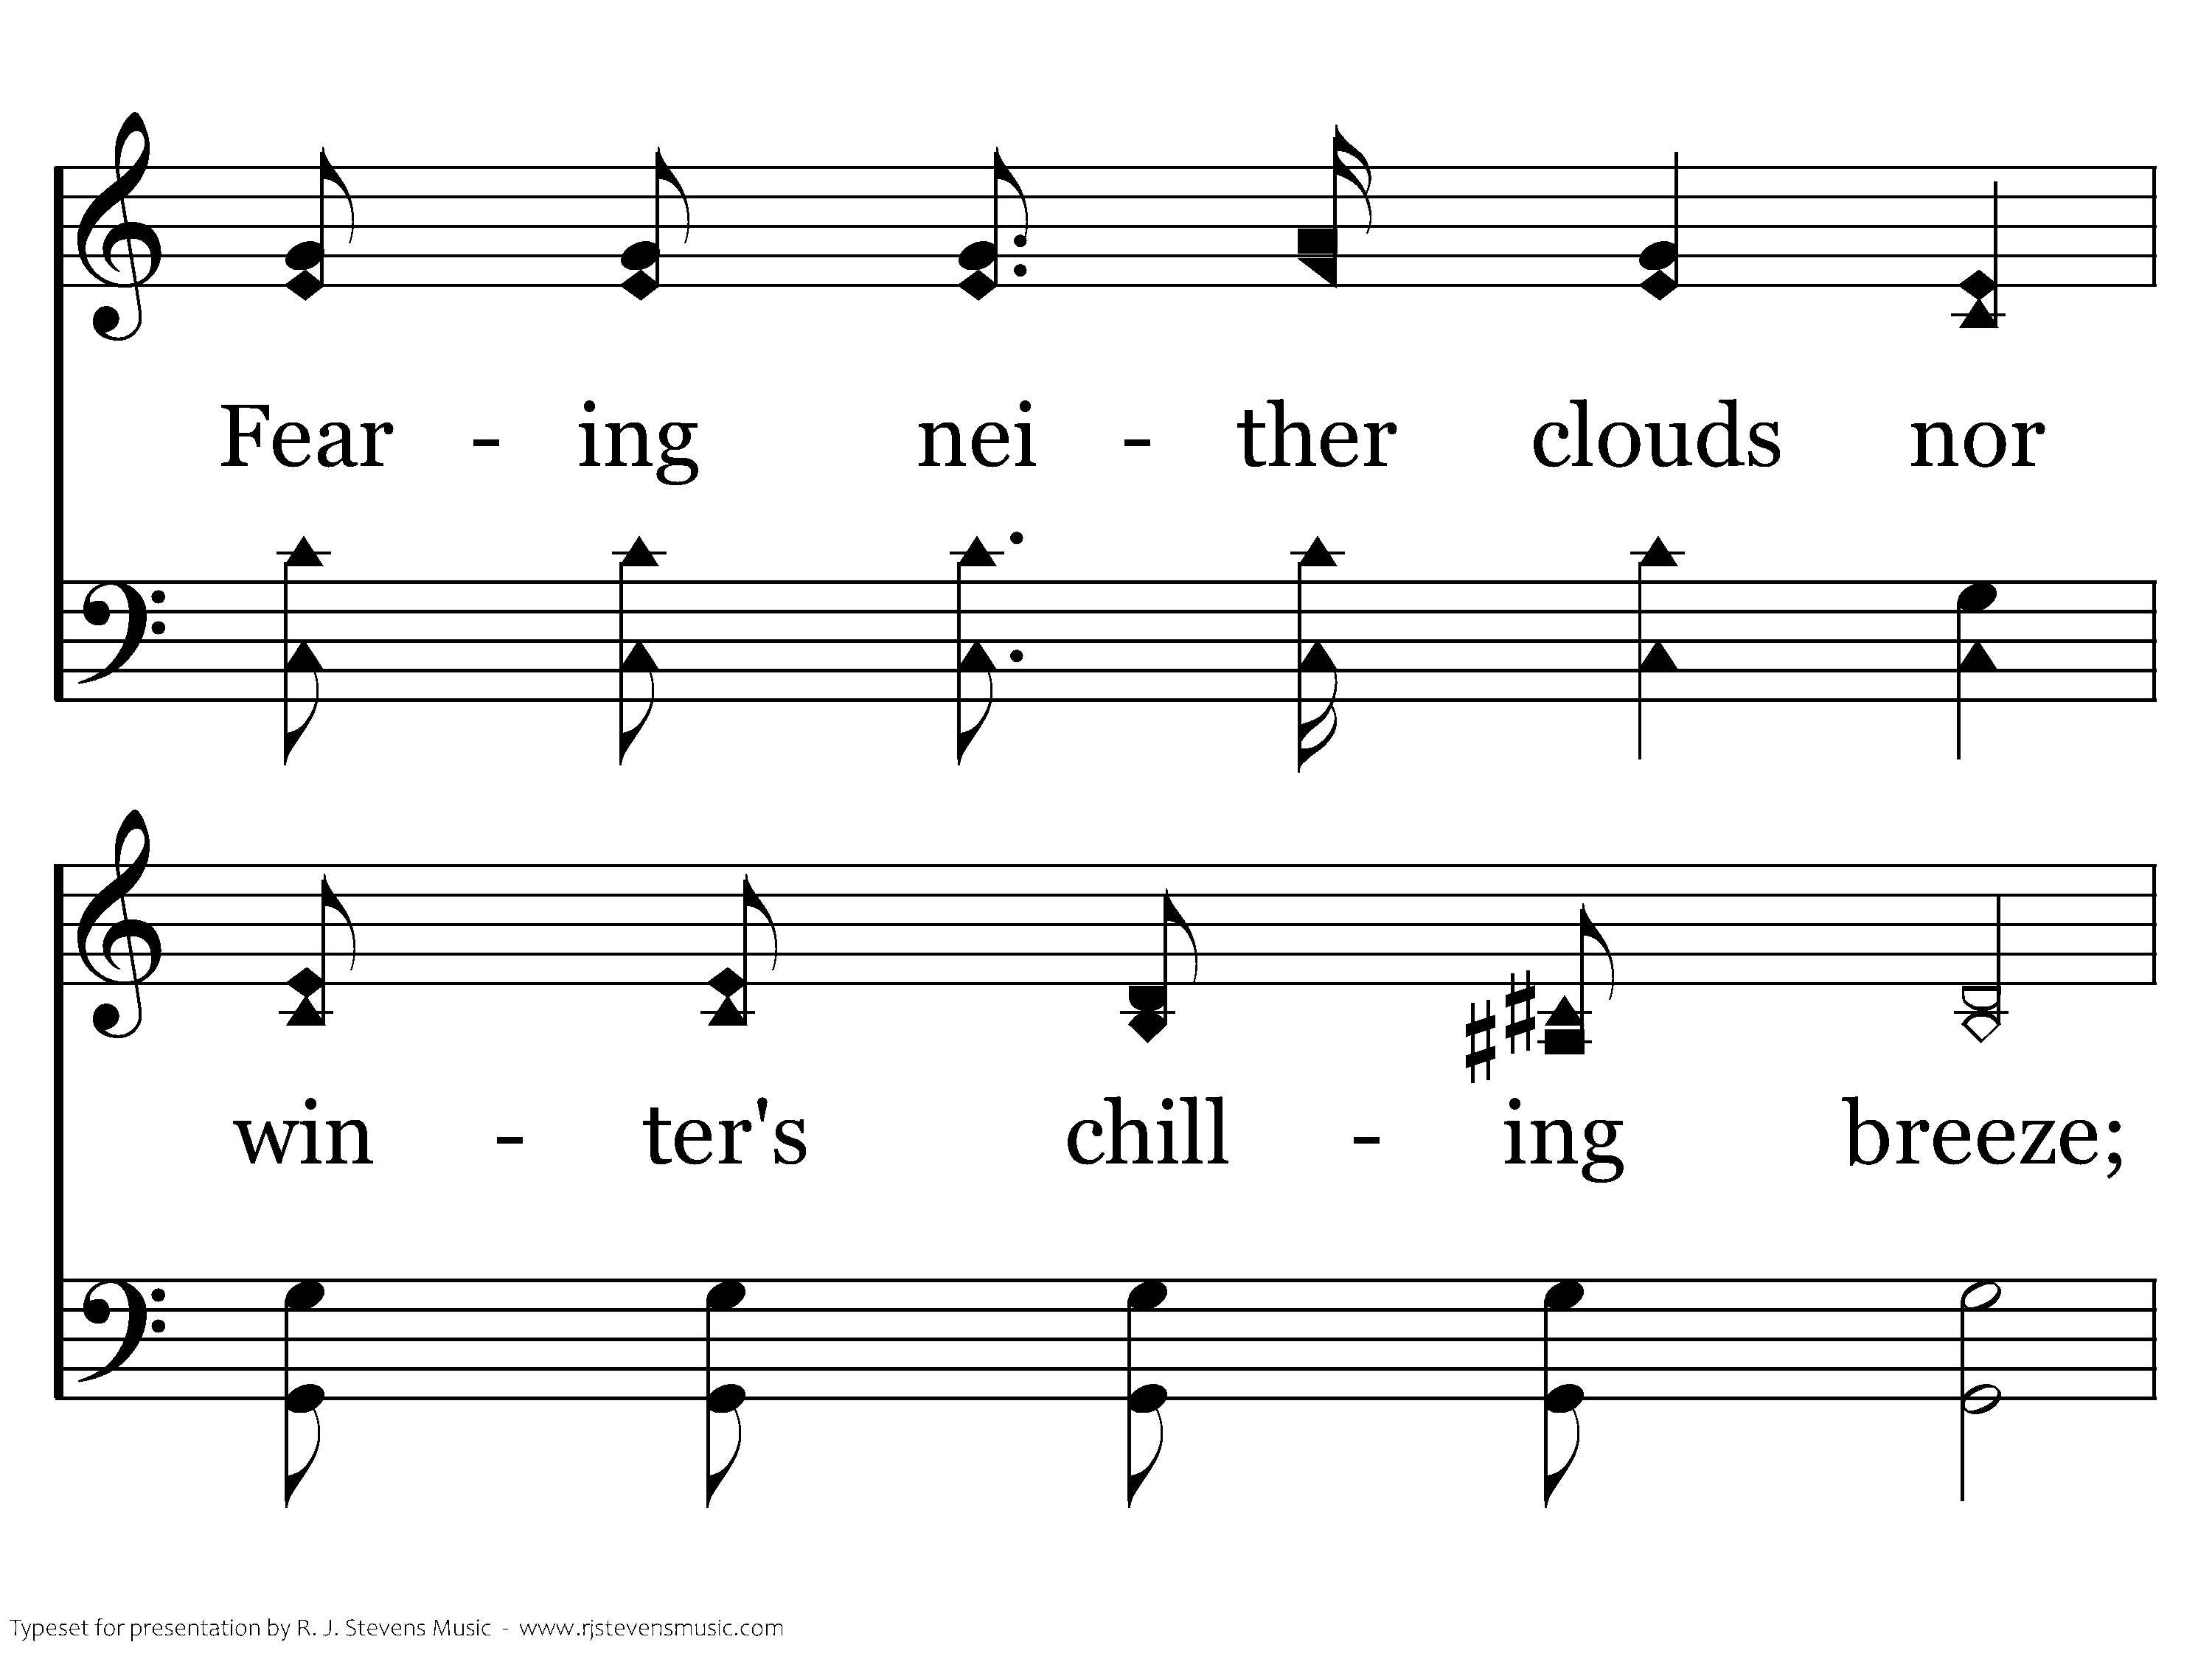 Fear - ing nei - ther clouds nor
win - ter's chill - ing breeze;
Typeset for presentation by R. J. Stevens Music - www.rjstevensmusic.com